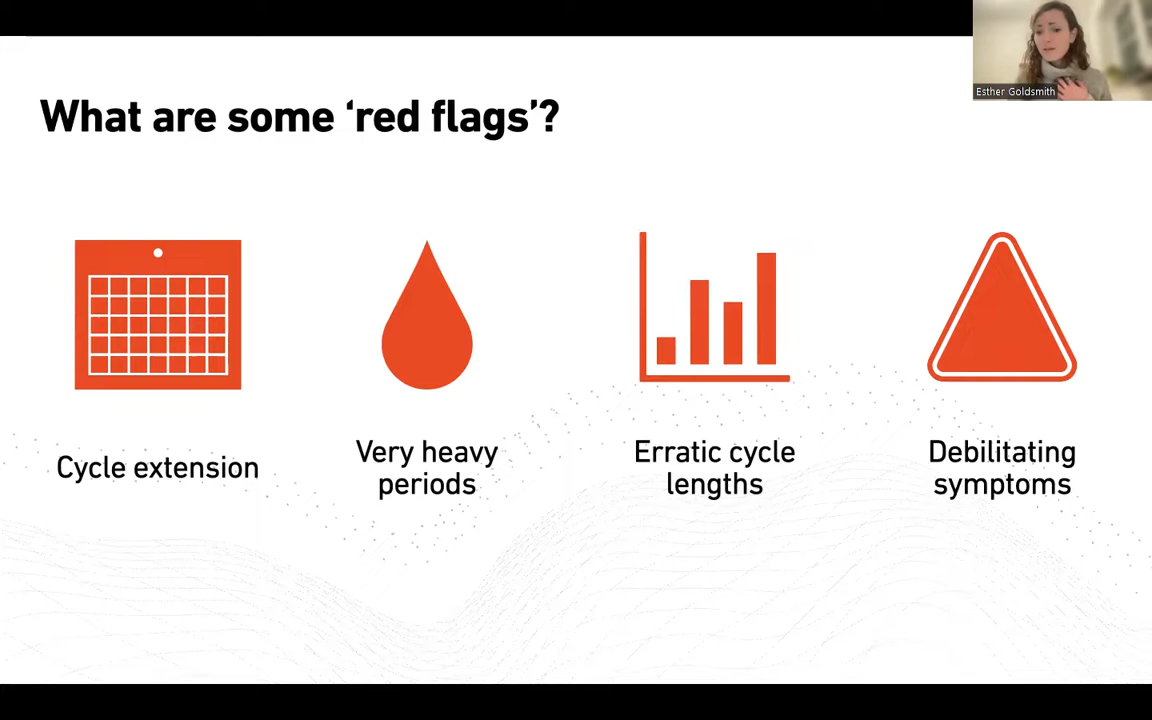 Esther Goldsmith
What are some ‘red flags’?
Cycle extension
Very heavy
periods
Erratic cycle
lengths
Debilitating
symptoms